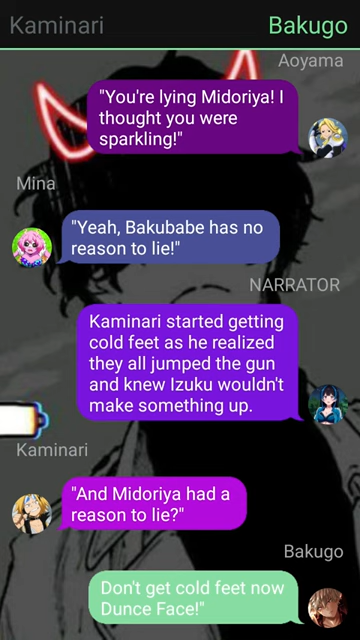 Kaminari
Bakugo
Aoyama
"You're lying Midoriya! I
thought you were
sparkling!"
Mina
"Yeah, Bakubabe has no
reason to lie!"
NARRATOR
Kaminari started getting
cold feet as he realized
they all jumped the gun
and knew Izuku wouldn't
make something up.
Kaminari
"And Midoriya had a
reason to lie?"
Bakugo
Don't get cold feet now
Dunce Face!"